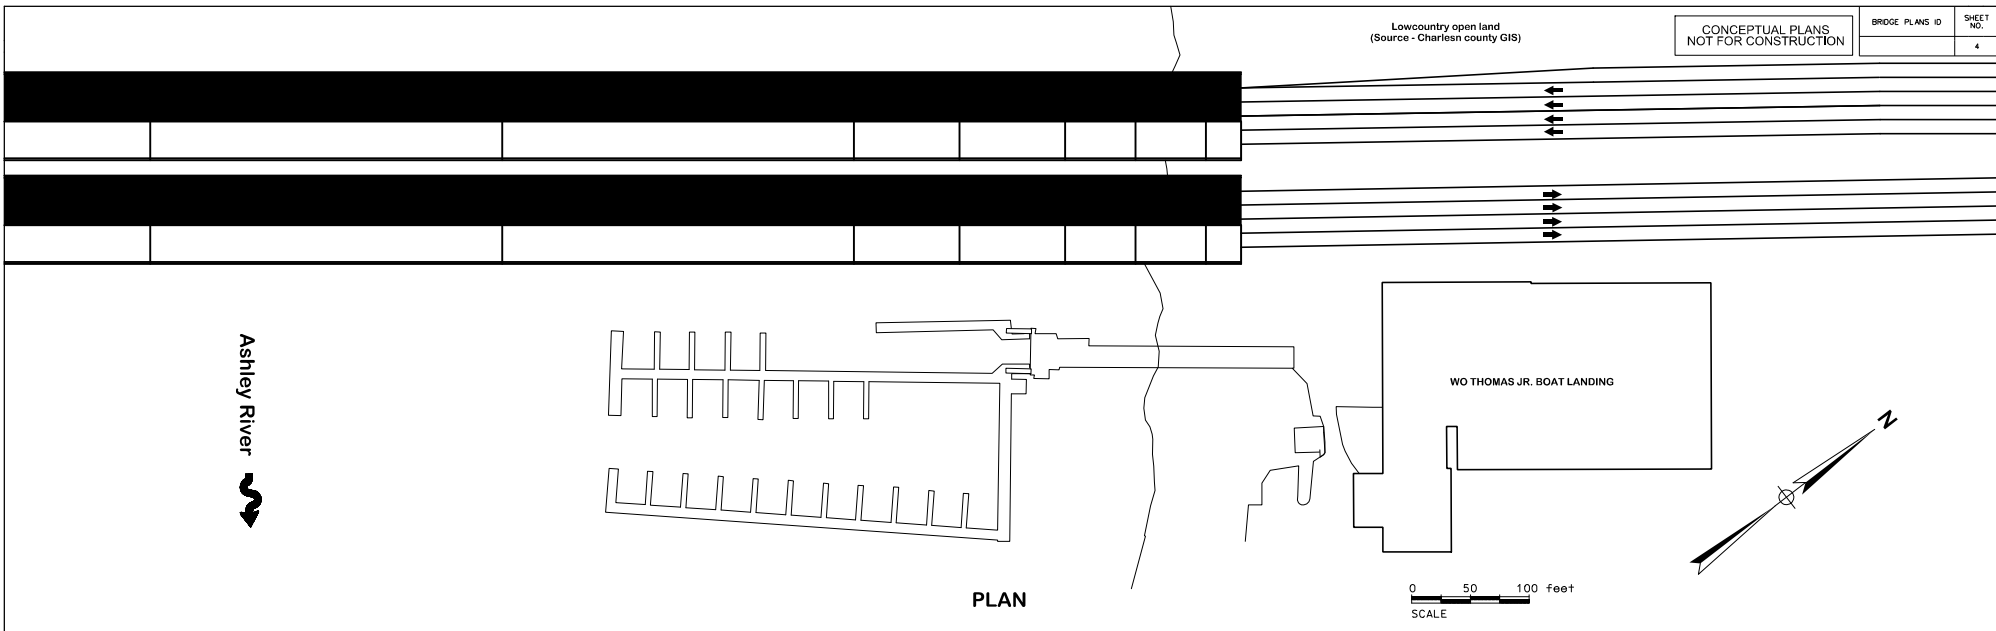 Lowcountry open land
(Source - Charlesn county GIS)
CONCEPTUAL PLANS
NOT FOR CONSTRUCTION
BRIDGE PLANS ID
SHEET
NO.
4
Ashley River
WO THOMAS JR. BOAT LANDING
N
PLAN
0 50 100 feet
SCALE